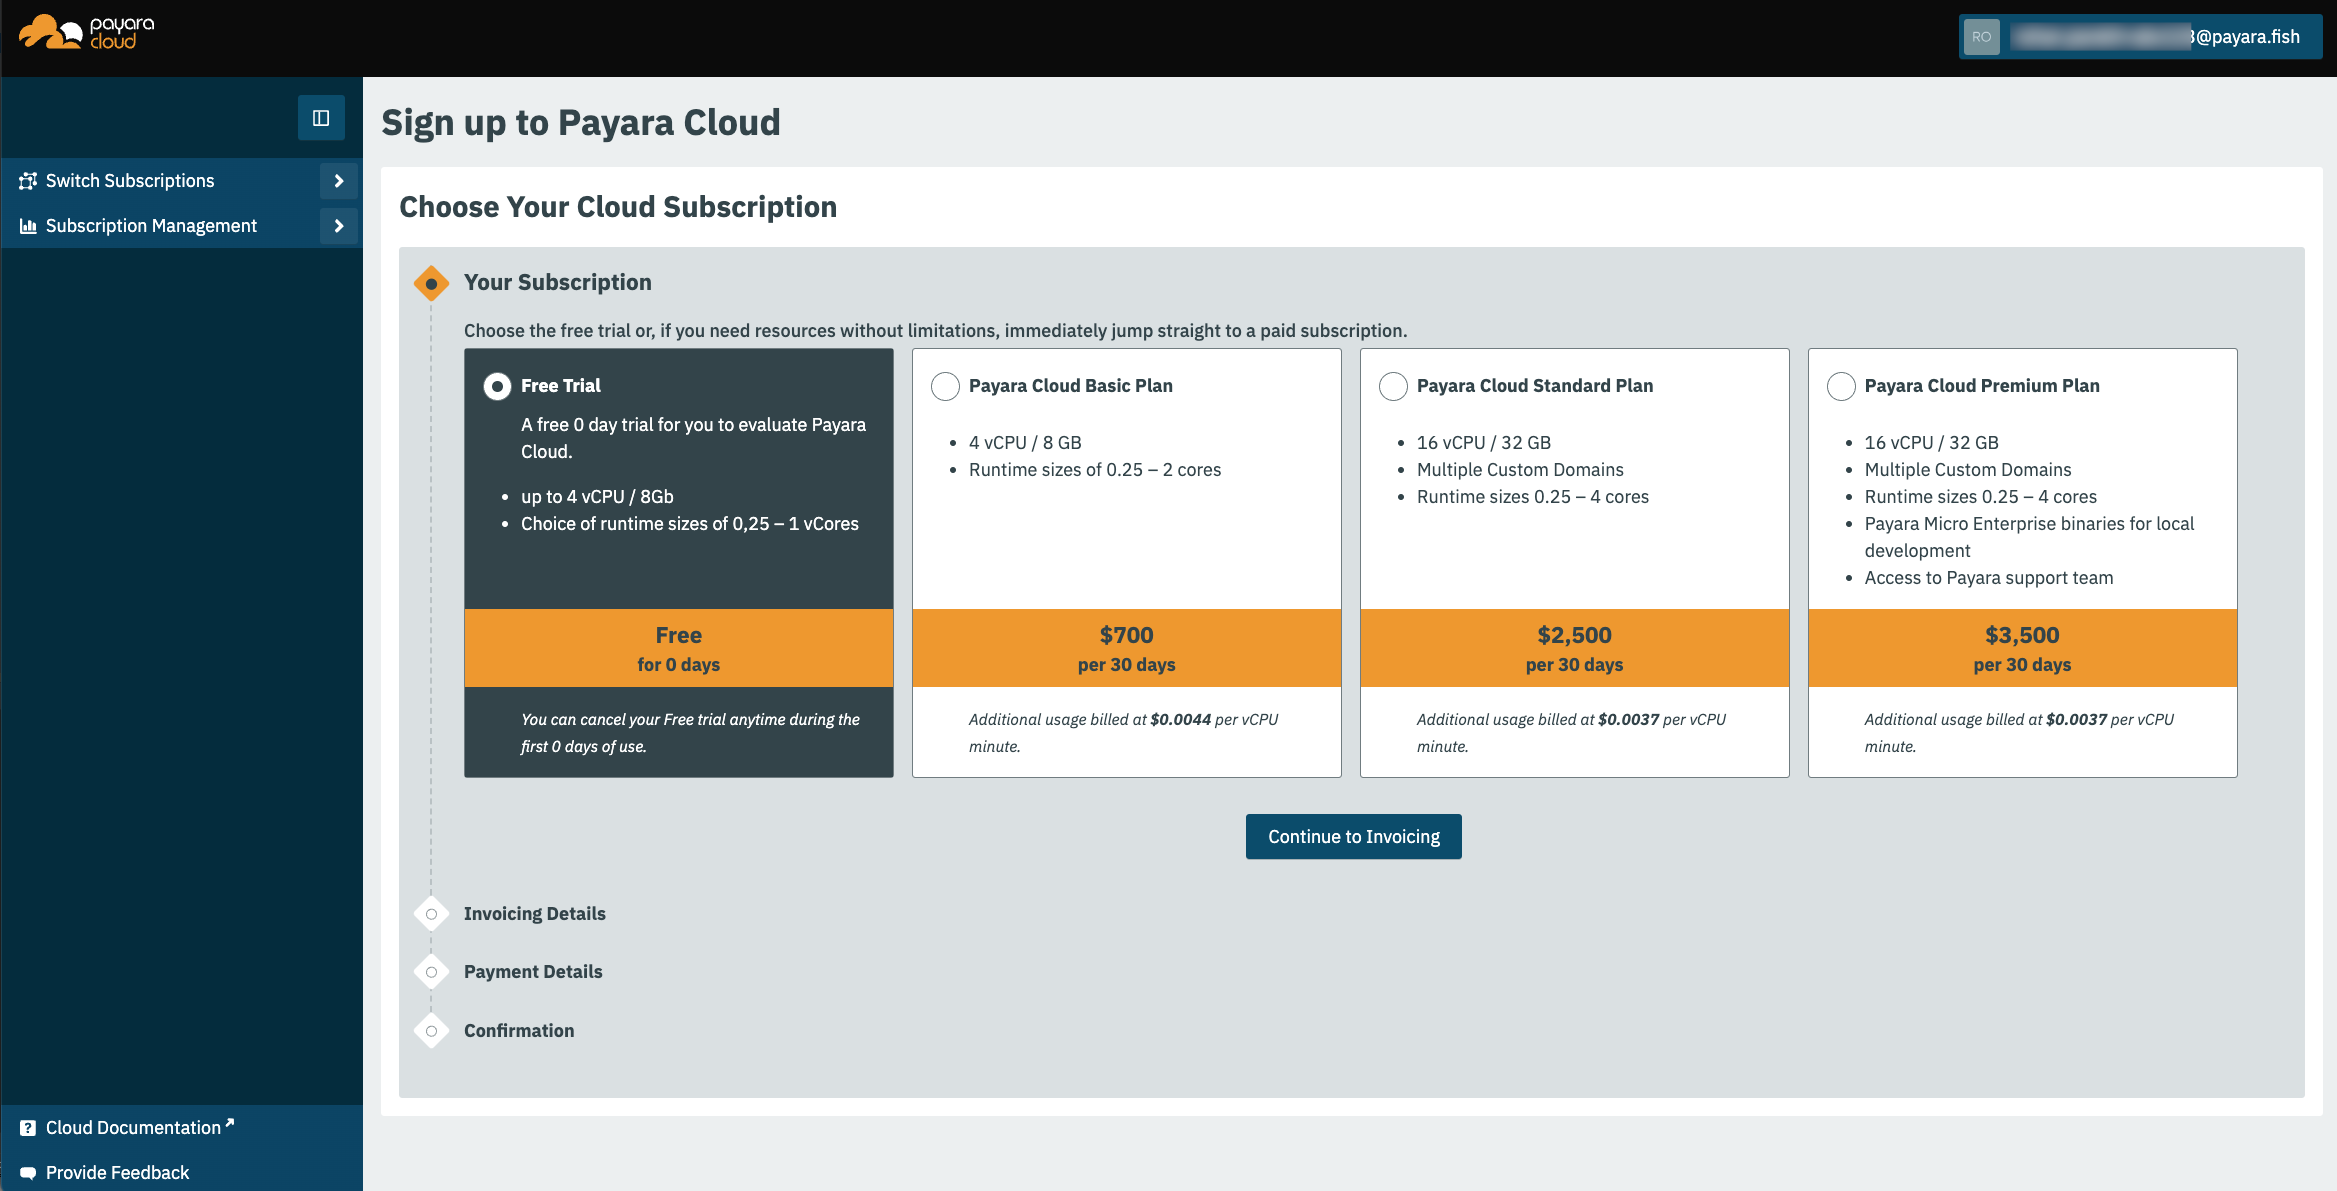 payara
cloud
RO
3@payara.fish
Switch Subscriptions
Subscription Management
Sign up to Payara Cloud
Choose Your Cloud Subscription
Your Subscription
Choose the free trial or, if you need resources without limitations, immediately jump straight to a paid subscription.
Free Trial
A free 0 day trial for you to evaluate Payara
Cloud.
• up to 4 vCPU / 8Gb
• Choice of runtime sizes of 0,25 – 1 vCores
Free
for 0 days
You can cancel your Free trial anytime during the
first 0 days of use.
Payara Cloud Basic Plan
• 4 vCPU / 8 GB
• Runtime sizes of 0.25 – 2 cores
$700
per 30 days
Additional usage billed at $0.0044 per vCPU
minute.
Payara Cloud Standard Plan
• 16 vCPU / 32 GB
• Multiple Custom Domains
• Runtime sizes 0.25 – 4 cores
$2,500
per 30 days
Additional usage billed at $0.0037 per vCPU
minute.
Payara Cloud Premium Plan
• 16 vCPU / 32 GB
• Multiple Custom Domains
• Runtime sizes 0.25 – 4 cores
• Payara Micro Enterprise binaries for local
development
• Access to Payara support team
$3,500
per 30 days
Additional usage billed at $0.0037 per vCPU
minute.
Continue to Invoicing
Invoicing Details
Payment Details
Confirmation
Cloud Documentation
Provide Feedback